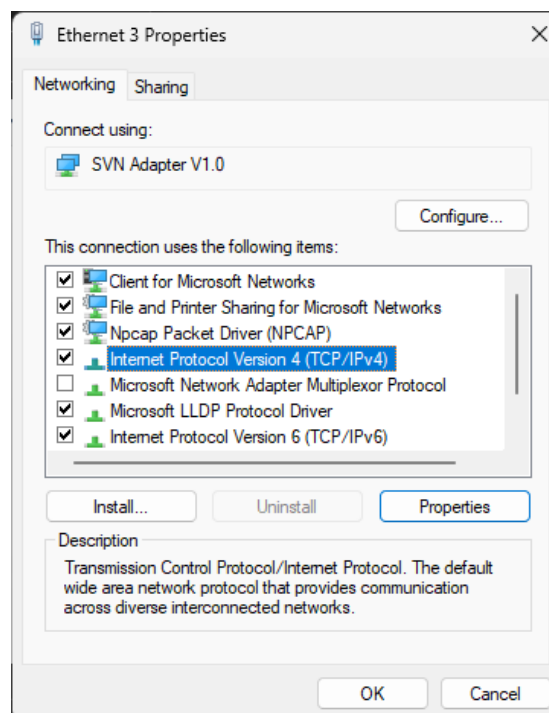 Ethernet 3 Properties
Networking
Sharing
Connect using:
SVN Adapter V1.0
Configure...
This connection uses the following items:
Client for Microsoft Networks
File and Printer Sharing for Microsoft Networks
Npcap Packet Driver (NPCAP)
Internet Protocol Version 4 (TCP/IPv4)
Microsoft Network Adapter Multiplexor Protocol
Microsoft LLDP Protocol Driver
Internet Protocol Version 6 (TCP/IPv6)
Install...
Uninstall
Properties
Description
Transmission Control Protocol/Internet Protocol. The default
wide area network protocol that provides communication
across diverse interconnected networks.
OK
Cancel